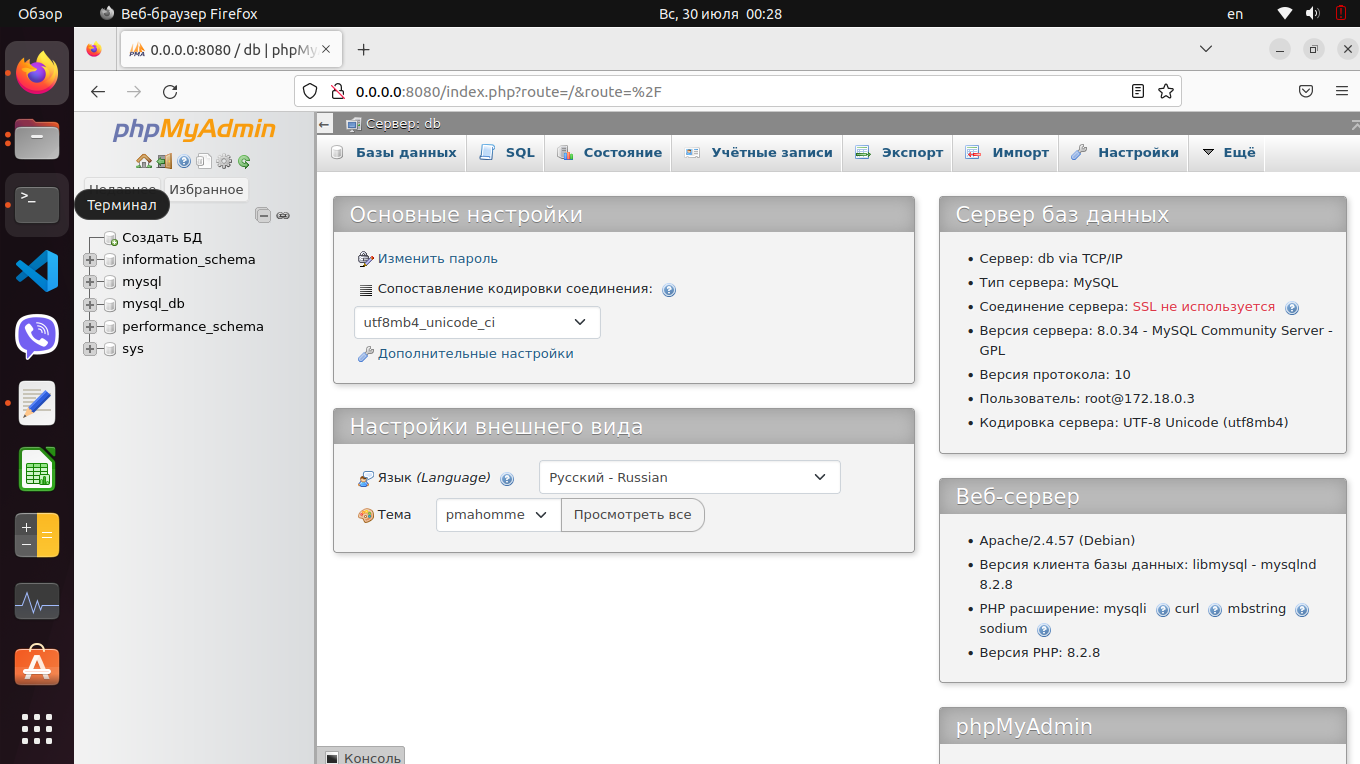 Обзор
Веб-браузер Firefox
Вс, 30 июля 00:28
en
0.0.0.0:8080 / db | phpMy
0.0.0.0:8080/index.php?route=/&route=%2F
phpMyAdmin
Недавнее Избранное
Терминал
Создать БД
information_schema
mysql
mysql_db
performance_schema
sys
Сервер: db
Базы данных SQL Состояние Учётные записи Экспорт Импорт Настройки Ещё
Основные настройки
Изменить пароль
Сопоставление кодировки соединения:
utf8mb4_unicode_ci
Дополнительные настройки
Настройки внешнего вида
Язык (Language) Русский - Russian
Тема pmahomme Просмотреть все
Сервер баз данных
• Сервер: db via TCP/IP
• Тип сервера: MySQL
• Соединение сервера: SSL не используется
• Версия сервера: 8.0.34 - MySQL Community Server -
GPL
• Версия протокола: 10
• Пользователь: root@172.18.0.3
• Кодировка сервера: UTF-8 Unicode (utf8mb4)
Веб-сервер
• Apache/2.4.57 (Debian)
• Версия клиента базы данных: libmysql - mysqlnd
8.2.8
• PHP расширение: mysqli curl mbstring
sodium
• Версия PHP: 8.2.8
phpMyAdmin
Консоль